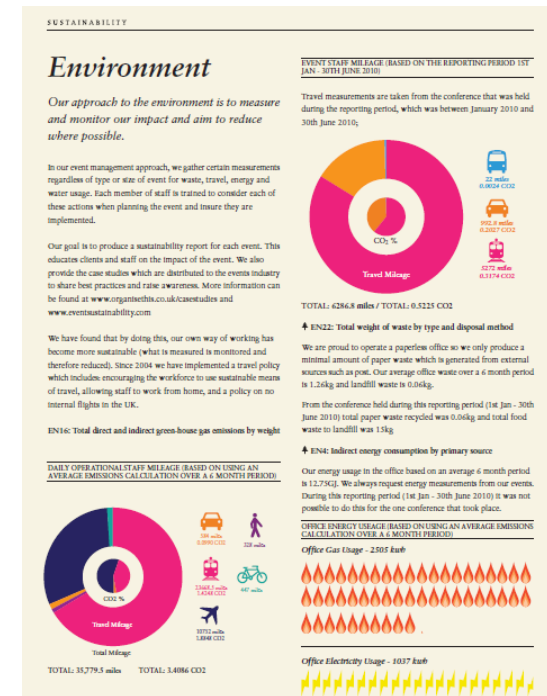 SUSTAINABILITY
Environment
Our approach to the environment is to measure
and monitor our impact and aim to reduce
where possible.
In our event management approach, we gather certain measurements
regardless of type or size of event for waste, travel, energy and
water usage. Each member of staff is trained to consider each of
these actions when planning the event and insure they are
implemented.
Our goal is to produce a sustainability report for each event. This
educates clients and staff on the impact of the event. We also
provide the case studies which are distributed to the events industry
to share best practices and raise awareness. More information can
be found at www.organisethis.co.uk/casestudies and
www.eventsustainability.com
We have found that by doing this, our own way of working has
become more sustainable (what is measured is monitored and
therefore reduced). Since 2004 we have implemented a travel policy
which includes: encouraging the workforce to use sustainable means
of travel, allowing staff to work from home, and a policy on no
internal flights in the UK.
EN16: Total direct and indirect green-house gas emissions by weight
DAILY OPERATIONALSTAFF MILEAGE (BASED ON USING AN
AVERAGE EMISSIONS CALCULATION OVER A 6 MONTH PERIOD)
CO2 %
Travel Mileage
Total Mileage
miles
328 miles
miles
CO2
447 miles
10752 miles
CO2
TOTAL: 35,779.5 miles TOTAL: 3.4086 CO2
EVENT STAFF MILEAGE (BASED ON THE REPORTING PERIOD 1ST
JAN - 30TH JUNE 2010)
Travel measurements are taken from the conference that was held
during the reporting period, which was between January 2010 and
30th June 2010;
CO2 %
Travel Mileage
22 miles
0.0024 CO2
992.8 miles
0.2027 CO2
5272 miles
0.3174 CO2
TOTAL: 6286.8 miles / TOTAL: 0.5225 CO2
EN22: Total weight of waste by type and disposal method
We are proud to operate a paperless office so we only produce a
minimal amount of paper waste which is generated from external
sources such as post. Our average office waste over a 6 month period
is 1.26kg and landfill waste is 0.06kg.
From the conference held during this reporting period (1st Jan - 30th
June 2010) total paper waste recycled was 0.06kg and total food
waste to landfill was 15kg
EN4: Indirect energy consumption by primary source
Our energy usage in the office based on an average 6 month period
is 12.75GJ. We always request energy measurements from our events.
During this reporting period (1st Jan - 30th June 2010) it was not
possible to do this for the one conference that took place.
OFFICE ENERGY USEAGE (BASED ON USING AN AVERAGE EMISSIONS
CALCULATION OVER A 6 MONTH PERIOD)
Office Gas Usage - 2505 kwh
Office Electricity Usage - 1037 kwh